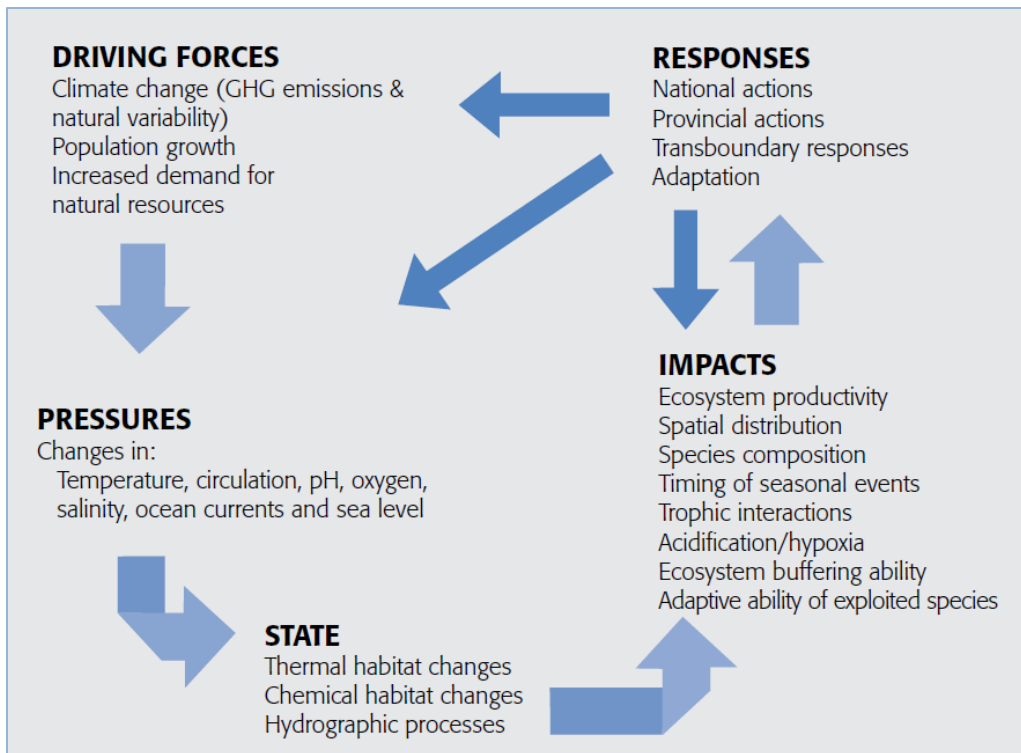 DRIVING FORCES
Climate change (GHG emissions &
natural variability)
Population growth
Increased demand for
natural resources
RESPONSES
National actions
Provincial actions
Transboundary responses
Adaptation
PRESSURES
Changes in:
Temperature, circulation, pH, oxygen,
salinity, ocean currents and sea level
STATE
Thermal habitat changes
Chemical habitat changes
Hydrographic processes
IMPACTS
Ecosystem productivity
Spatial distribution
Species composition
Timing of seasonal events
Trophic interactions
Acidification/hypoxia
Ecosystem buffering ability
Adaptive ability of exploited species